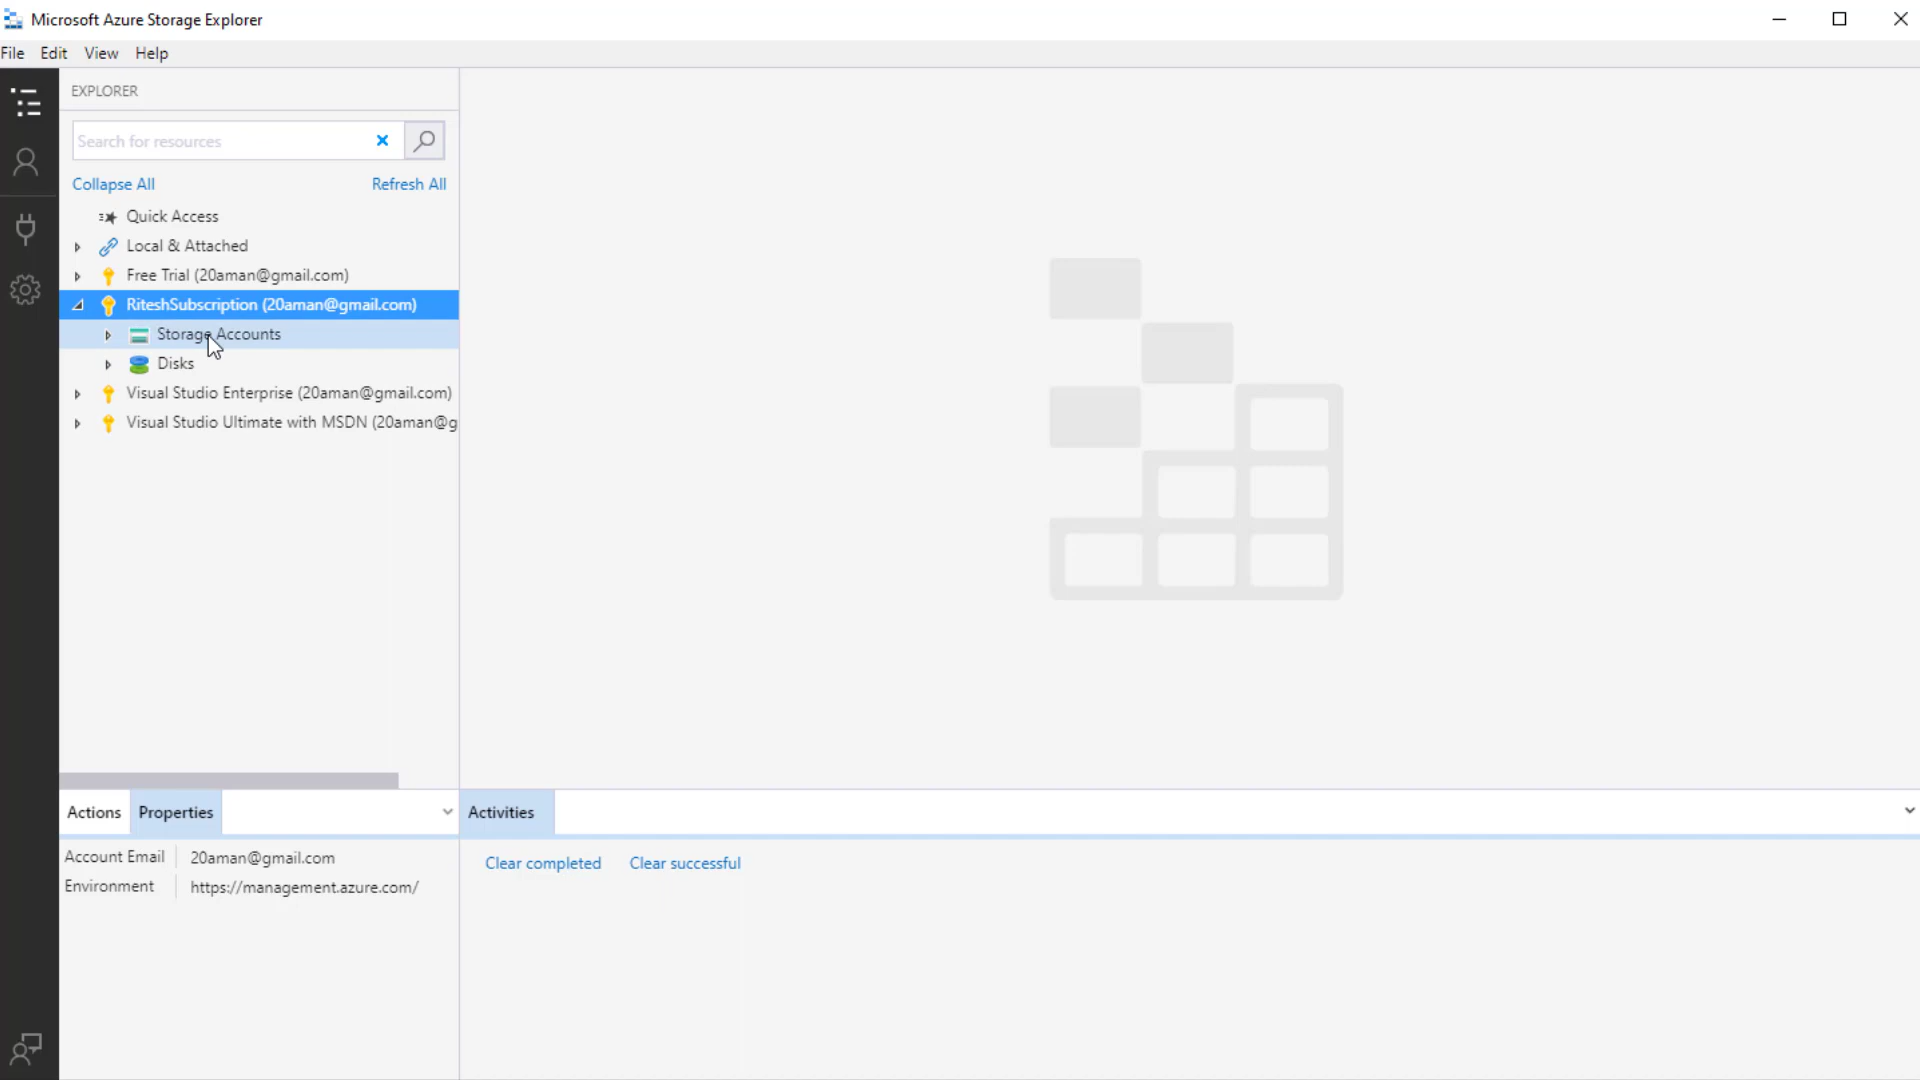 Microsoft Azure Storage Explorer
File Edit View Help
EXPLORER
Search for resources
Collapse All Refresh All
Quick Access
Local & Attached
Free Trial (20aman@gmail.com)
RiteshSubscription (20aman@gmail.com)
Storage Accounts
Disks
Visual Studio Enterprise (20aman@gmail.com)
Visual Studio Ultimate with MSDN (20aman@g
Actions Properties Activities
Account Email 20aman@gmail.com
Environment https://management.azure.com/
Clear completed Clear successful